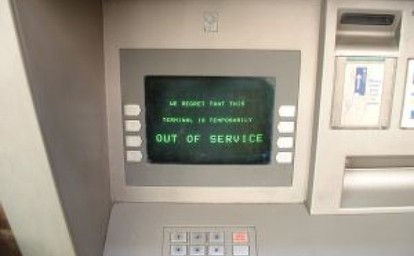 WE REGRET THAT THIS
TERMINAL IS TEMPORARILY
OUT OF SERVICE